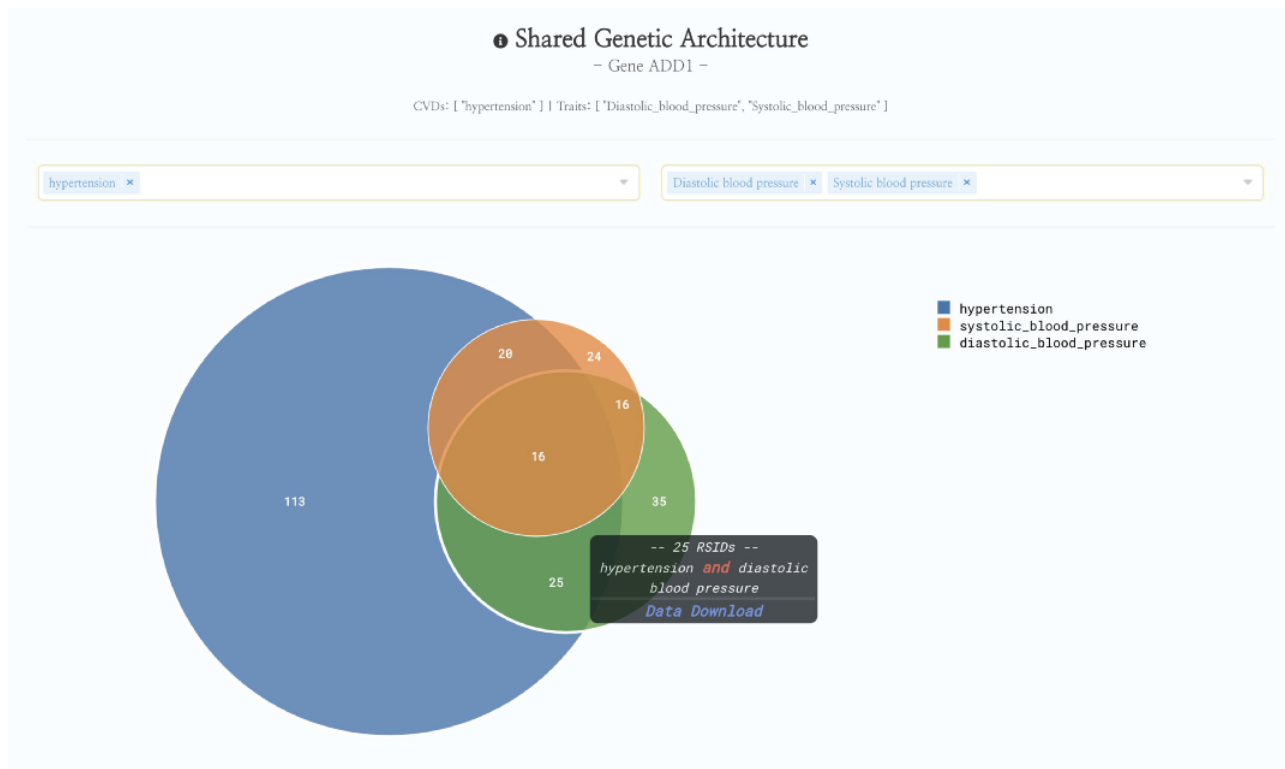 Shared Genetic Architecture
- Gene ADD1 -
CVDs: [ "hypertension" ] | Traits: [ "Diastolic_blood_pressure", "Systolic_blood_pressure" ]
hypertension ×
Diastolic blood pressure × Systolic blood pressure ×
hypertension
systolic_blood_pressure
diastolic_blood_pressure
20
24
16
16
113
35
25
-- 25 RSIDs --
hypertension and diastolic
blood pressure
Data Download